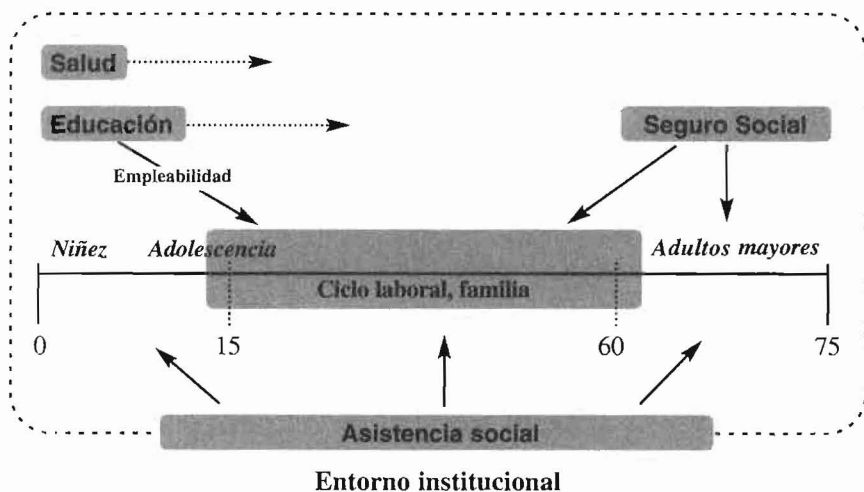 Salud
Educación
Seguro Social
Empleabilidad
Niñez
Adolescencia
Adultos mayores
Ciclo laboral, familia
0
15
60
75
Asistencia social
Entorno institucional